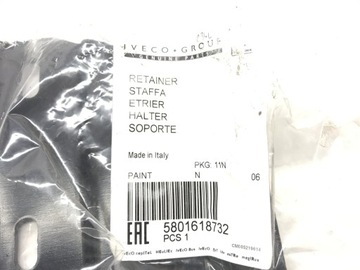 IVECO • GROUP
GENUINE PARTS
RETAINER
STAFFA
ETRIER
HALTER
SOPORTE
Made in Italy
PKG. 11N
PAINT N 06
EAC 5801618732
PCS 1